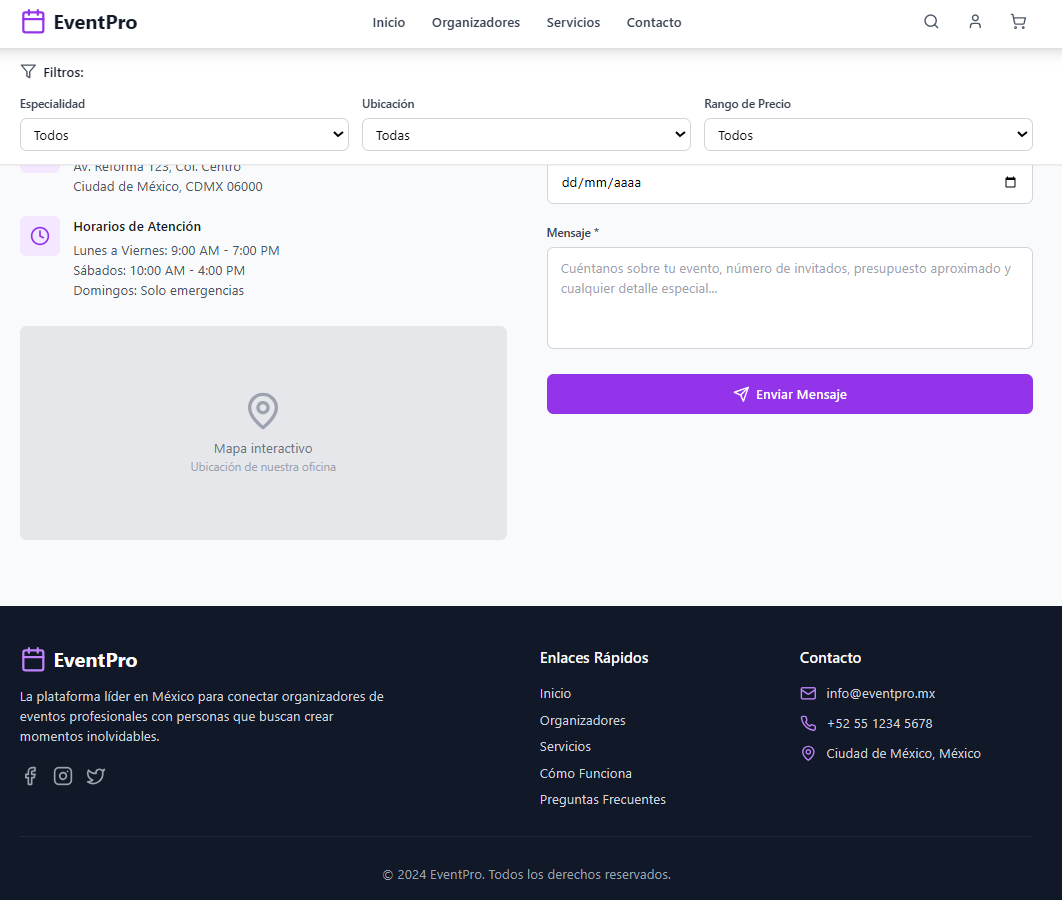 EventPro
Inicio
Organizadores
Servicios
Contacto
Filtros:
Especialidad
Ubicación
Rango de Precio
Todos
Todas
Todos
Av. Reforma 123, Col. Centro
Ciudad de México, CDMX 06000
Horarios de Atención
Lunes a Viernes: 9:00 AM - 7:00 PM
Sábados: 10:00 AM - 4:00 PM
Domingos: Solo emergencias
Mapa interactivo
Ubicación de nuestra oficina
dd/mm/aaaa
Mensaje *
Cuéntanos sobre tu evento, número de invitados, presupuesto aproximado y
cualquier detalle especial...
Enviar Mensaje
EventPro
La plataforma líder en México para conectar organizadores de
eventos profesionales con personas que buscan crear
momentos inolvidables.
Enlaces Rápidos
Inicio
Organizadores
Servicios
Cómo Funciona
Preguntas Frecuentes
Contacto
info@eventpro.mx
+52 55 1234 5678
Ciudad de México, México
© 2024 EventPro. Todos los derechos reservados.